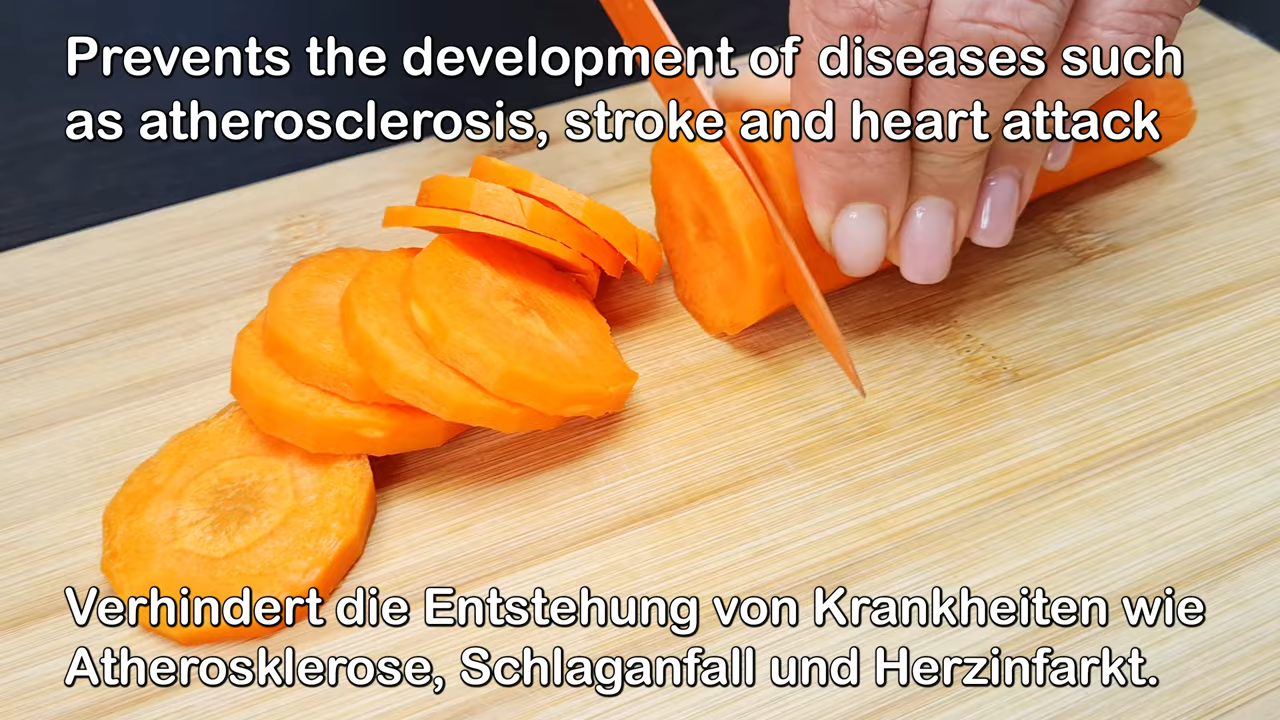 Prevents the development of diseases such
as atherosclerosis, stroke and heart attack
Verhindert die Entstehung von Krankheiten wie
Atherosklerose, Schlaganfall und Herzinfarkt.